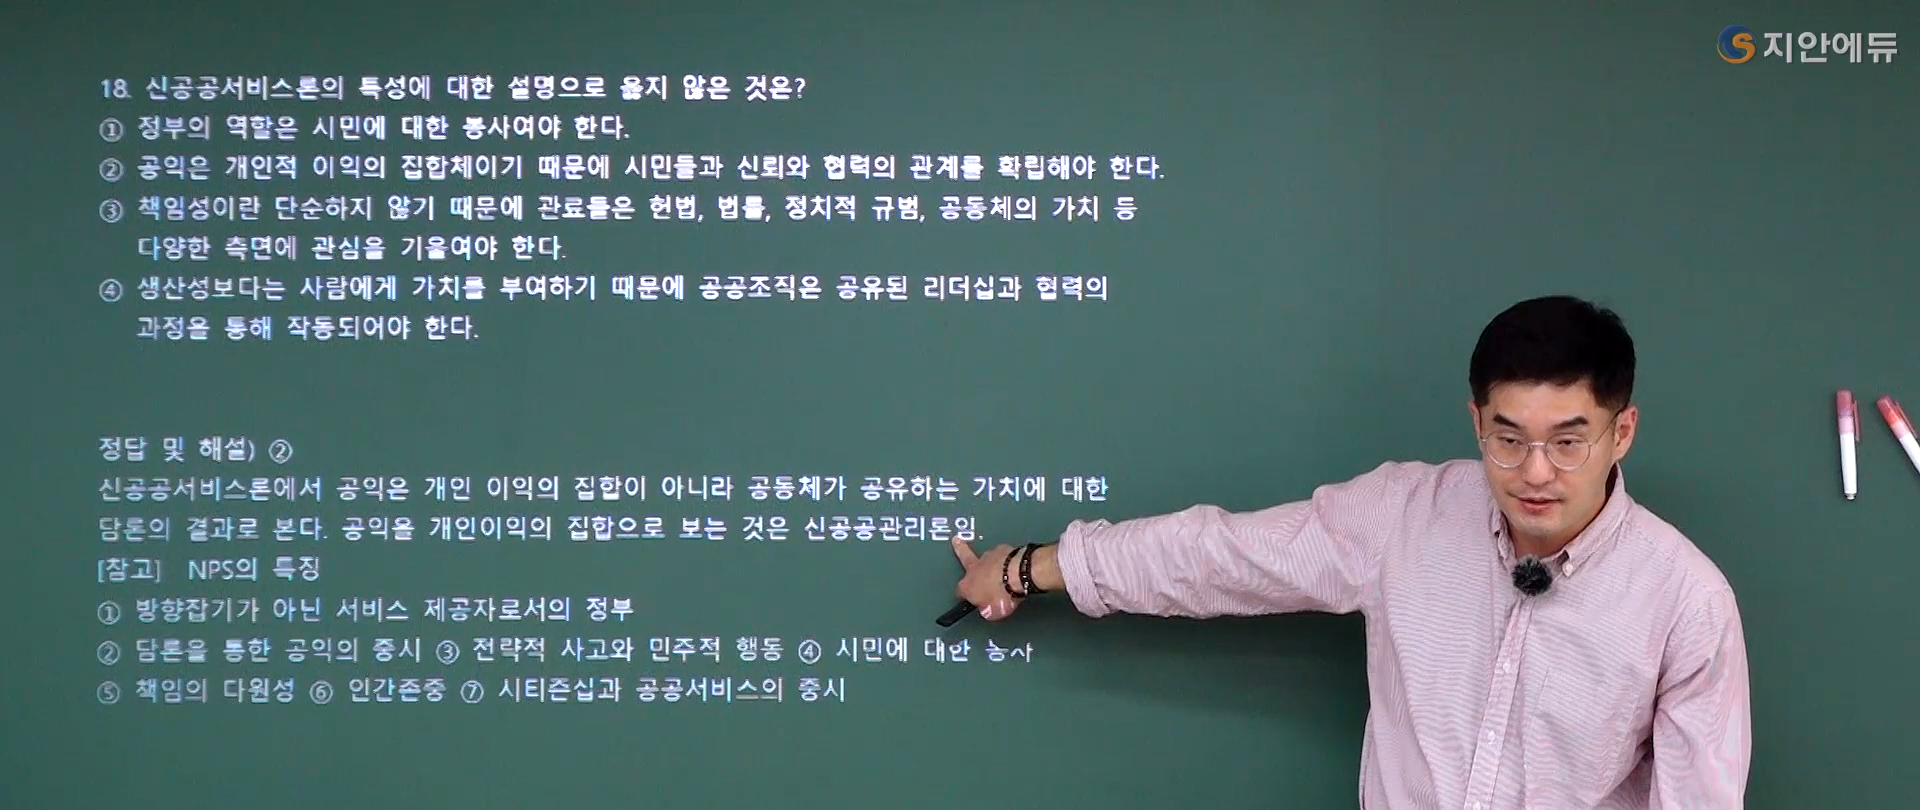 지안에듀
18. 신공공서비스론의 특성에 대한 설명으로 옳지 않은 것은?
① 정부의 역할은 시민에 대한 봉사여야 한다.
② 공익은 개인적 이익의 집합체이기 때문에 시민들과 신뢰와 협력의 관계를 확립해야 한다.
③ 책임성이란 단순하지 않기 때문에 관료들은 헌법, 법률, 정치적 규범, 공동체의 가치 등
다양한 측면에 관심을 기울여야 한다.
④ 생산성보다는 사람에게 가치를 부여하기 때문에 공공조직은 공유된 리더십과 협력의
과정을 통해 작동되어야 한다.
정답 및 해설) ②
신공공서비스론에서 공익은 개인 이익의 집합이 아니라 공동체가 공유하는 가치에 대한
담론의 결과로 본다. 공익을 개인이익의 집합으로 보는 것은 신공공관리론임.
[참고] NPS의 특징
① 방향잡기가 아닌 서비스 제공자로서의 정부
② 담론을 통한 공익의 중시 ③ 전략적 사고와 민주적 행동 ④ 시민에 대한 봉사
⑤ 책임의 다원성 ⑥ 인간존중 ⑦ 시티즌십과 공공서비스의 중시